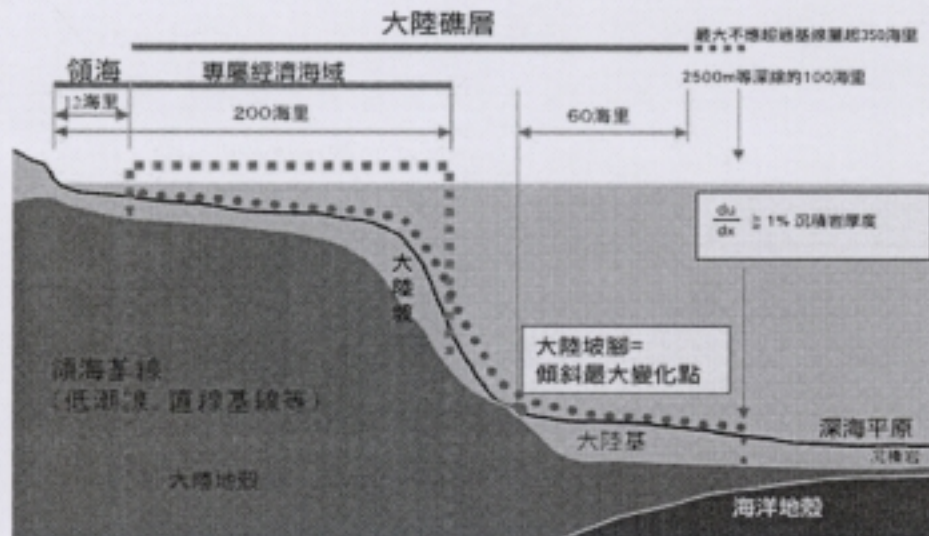 大陸礁層
最大不應超過基線量起350海里
領海
專屬經濟海域
2500m等深線的100海里
12海里
200海里
60海里
du
dx
≧ 1% 沉積岩厚度
大陸坡
大陸坡腳=
傾斜最大變化點
領海基線
(低潮線、直線基線等)
大陸基
深海平原
沉積岩
大陸地殼
海洋地殼